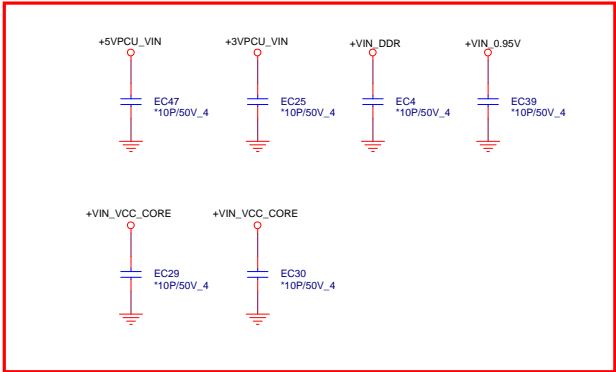 +5VPCU_VIN
+3VPCU_VIN
+VIN_DDR
+VIN_0.95V
EC47
*10P/50V_4
EC25
*10P/50V_4
EC4
*10P/50V_4
EC39
*10P/50V_4
+VIN_VCC_CORE
+VIN_VCC_CORE
EC29
*10P/50V_4
EC30
*10P/50V_4